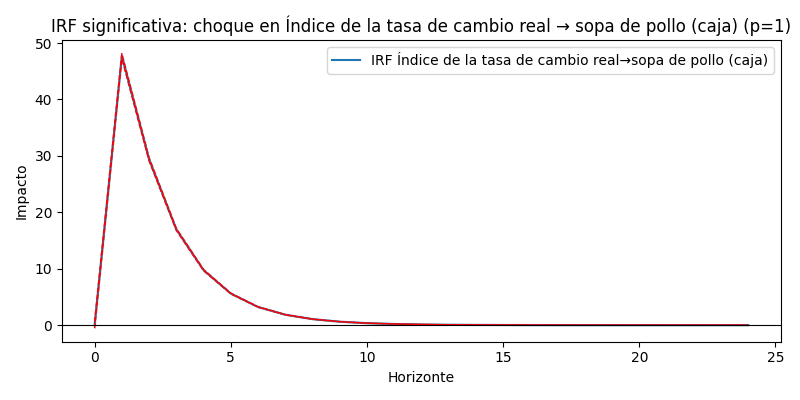 IRF significativa: choque en Índice de la tasa de cambio real → sopa de pollo (caja) (p=1)
IRF Índice de la tasa de cambio real→sopa de pollo (caja)
Impacto
50
40
30
20
10
0
0 5 10 15 20 25
Horizonte